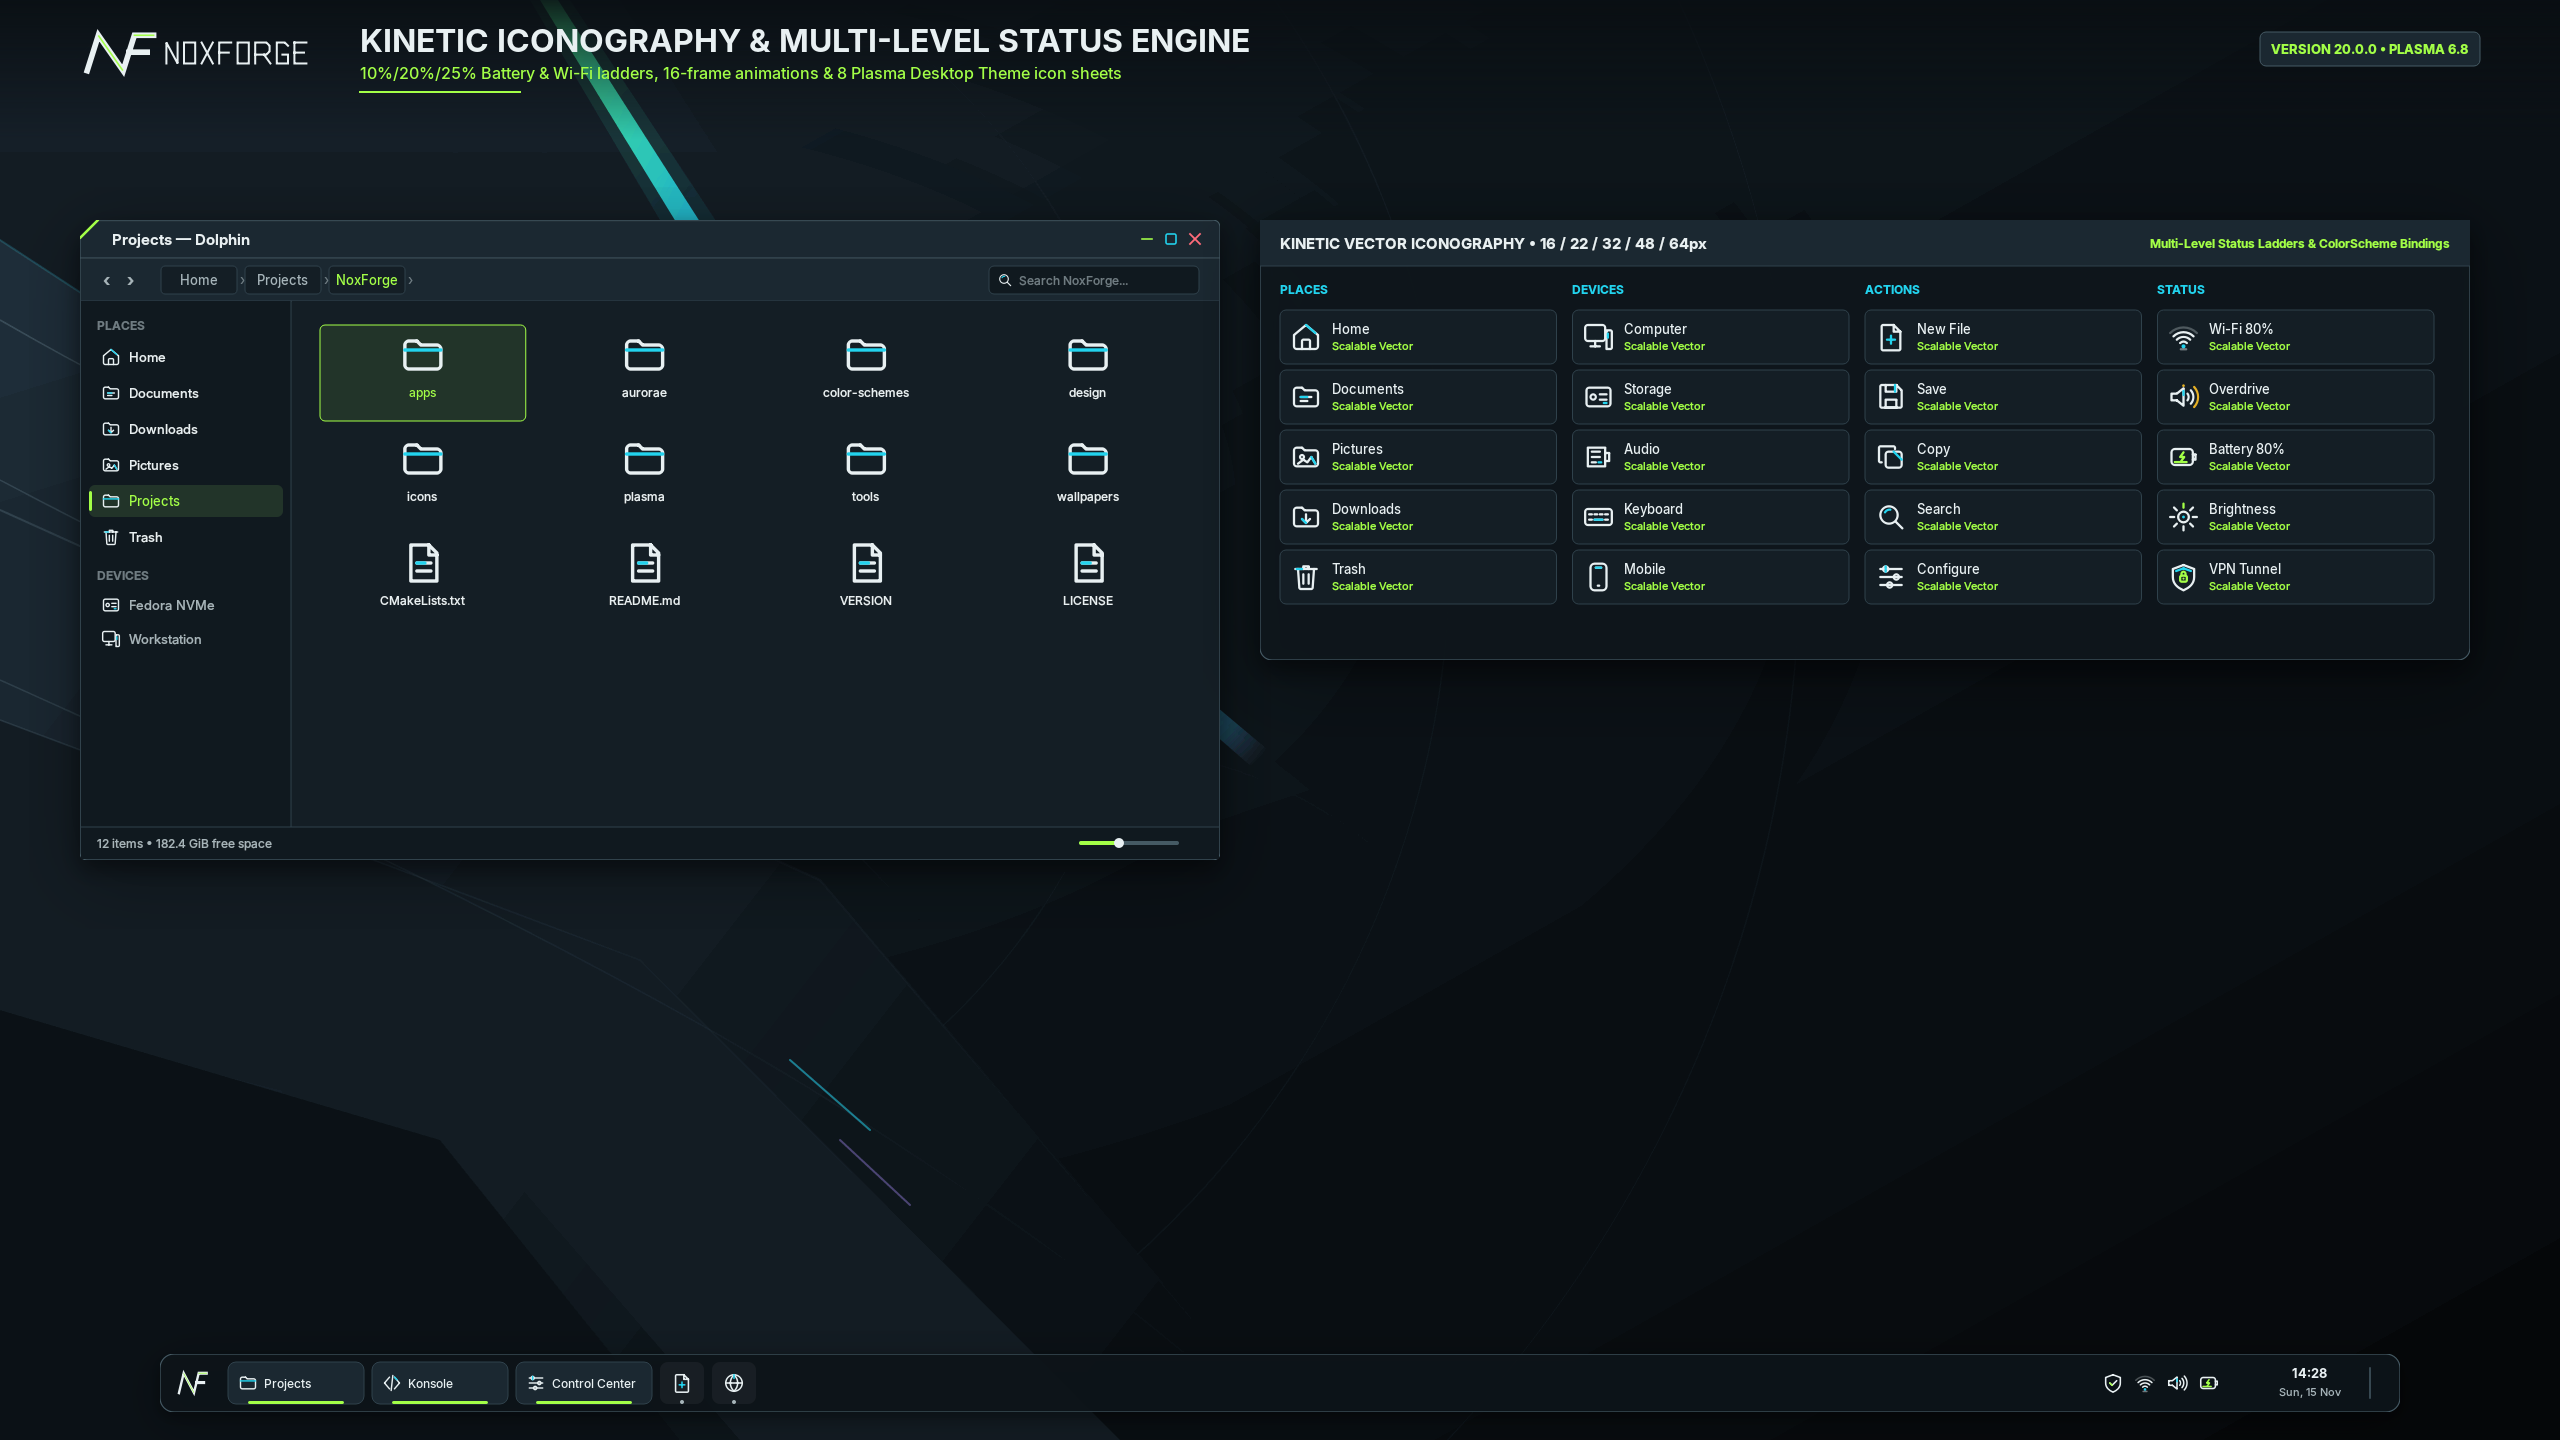 NF NOXFORGE
KINETIC ICONOGRAPHY & MULTI-LEVEL STATUS ENGINE
10%/20%/25% Battery & Wi-Fi ladders, 16-frame animations & 8 Plasma Desktop Theme icon sheets
VERSION 20.0.0 • PLASMA 6.8
Projects — Dolphin
Home › Projects › NoxForge ›
Search NoxForge...
PLACES
Home
Documents
Downloads
Pictures
Projects
Trash
DEVICES
Fedora NVMe
Workstation
apps
aurorae
color-schemes
design
icons
plasma
tools
wallpapers
CMakeLists.txt
README.md
VERSION
LICENSE
12 items • 182.4 GiB free space
KINETIC VECTOR ICONOGRAPHY • 16 / 22 / 32 / 48 / 64px
Multi-Level Status Ladders & ColorScheme Bindings
PLACES
Home
Scalable Vector
Documents
Scalable Vector
Pictures
Scalable Vector
Downloads
Scalable Vector
Trash
Scalable Vector
DEVICES
Computer
Scalable Vector
Storage
Scalable Vector
Audio
Scalable Vector
Keyboard
Scalable Vector
Mobile
Scalable Vector
ACTIONS
New File
Scalable Vector
Save
Scalable Vector
Copy
Scalable Vector
Search
Scalable Vector
Configure
Scalable Vector
STATUS
Wi-Fi 80%
Scalable Vector
Overdrive
Scalable Vector
Battery 80%
Scalable Vector
Brightness
Scalable Vector
VPN Tunnel
Scalable Vector
NF
Projects
Konsole
Control Center
14:28
Sun, 15 Nov